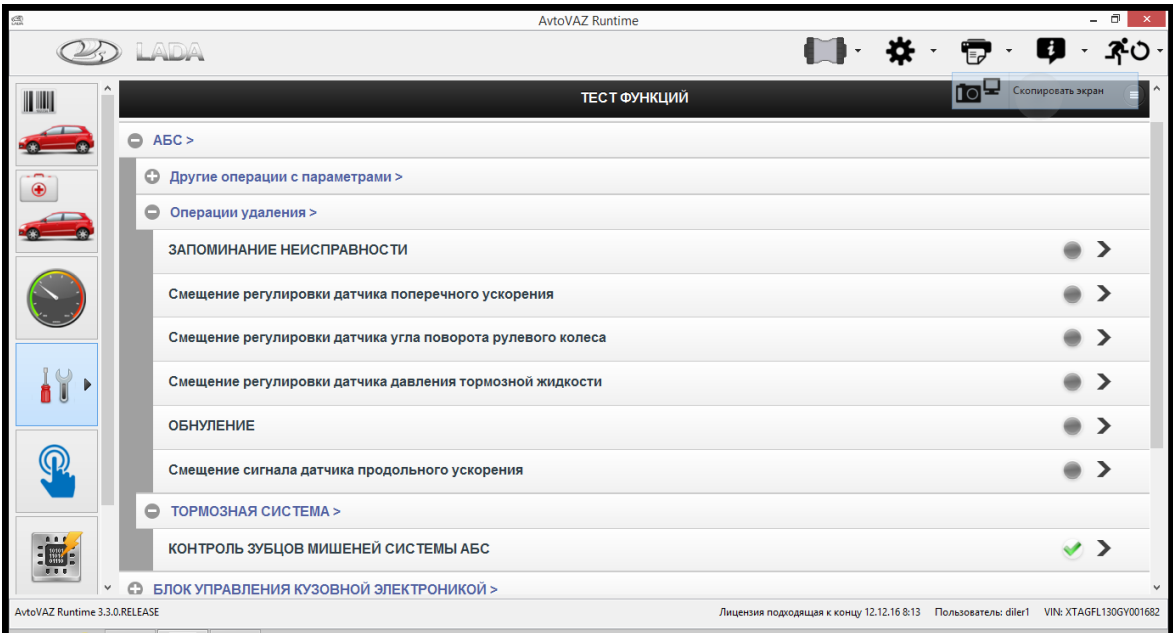 AvtoVAZ Runtime
LADA
ТЕСТ ФУНКЦИЙ
Скопировать экран
АБС >
Другие операции с параметрами >
Операции удаления >
ЗАПОМИНАНИЕ НЕИСПРАВНОСТИ
Смещение регулировки датчика поперечного ускорения
Смещение регулировки датчика угла поворота рулевого колеса
Смещение регулировки датчика давления тормозной жидкости
ОБНУЛЕНИЕ
Смещение сигнала датчика продольного ускорения
ТОРМОЗНАЯ СИСТЕМА >
КОНТРОЛЬ ЗУБЦОВ МИШЕНЕЙ СИСТЕМЫ АБС
БЛОК УПРАВЛЕНИЯ КУЗОВНОЙ ЭЛЕКТРОНИКОЙ >
AvtoVAZ Runtime 3.3.0.RELEASE Лицензия подходящая к концу 12.12.16 8:13 Пользователь: diler1 VIN: XTAGFL130GY001682